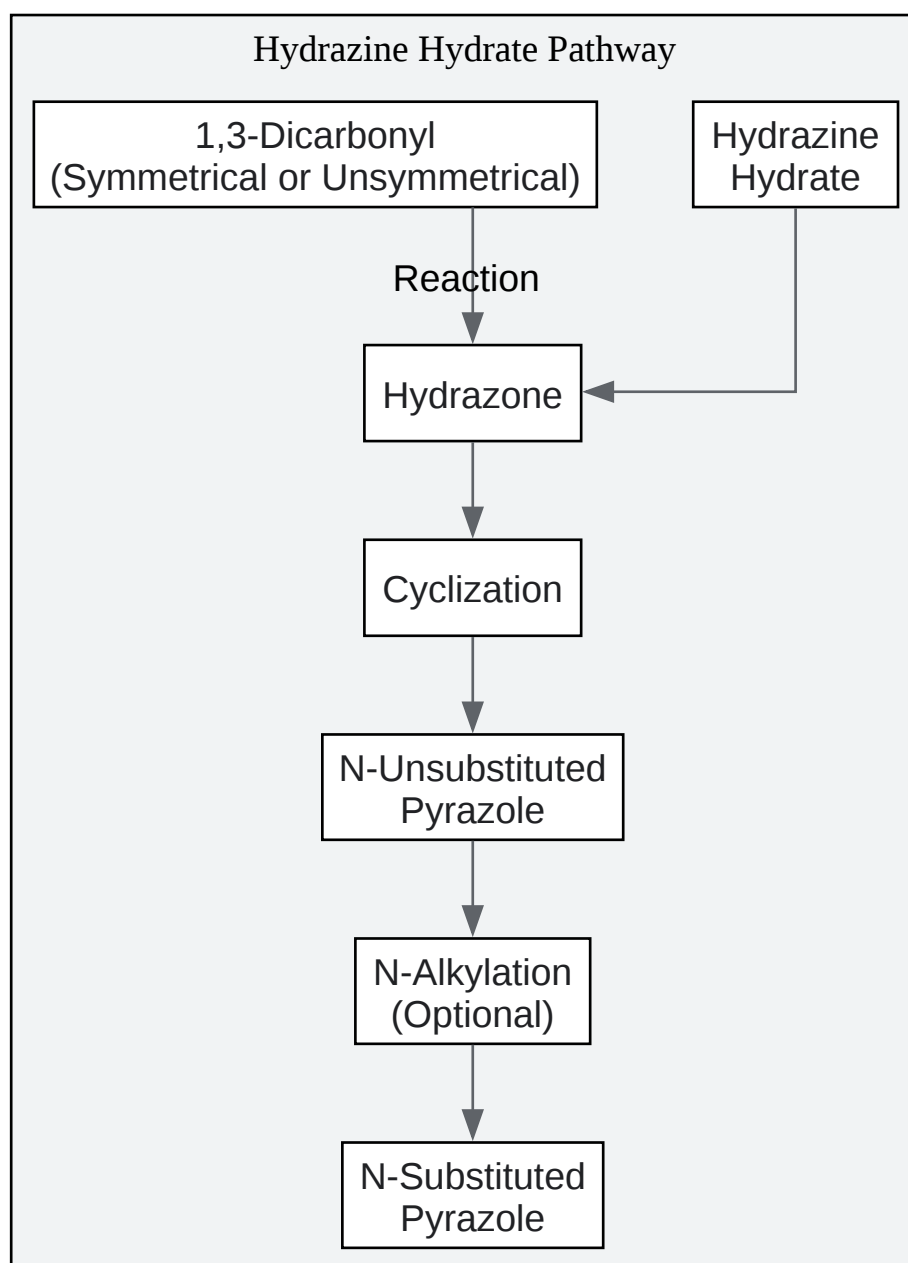 Hydrazine Hydrate Pathway
1,3-Dicarbonyl
(Symmetrical or Unsymmetrical)
Hydrazine
Hydrate
Reaction
Hydrazone
Cyclization
N-Unsubstituted
Pyrazole
N-Alkylation
(Optional)
N-Substituted
Pyrazole